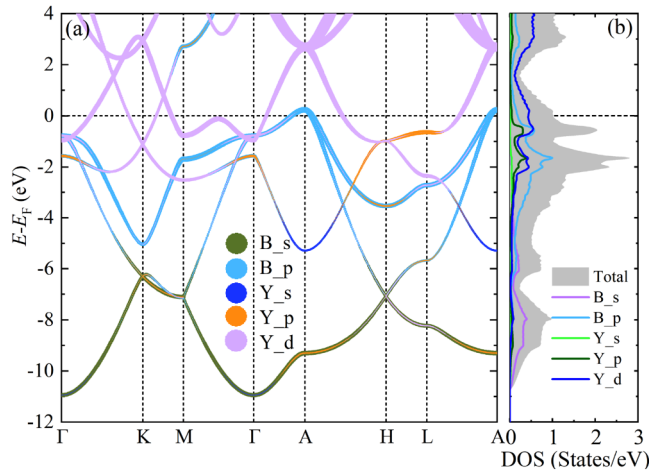 (a)
(b)
4
2
0
-2
-4
-6
-8
-10
-12
E-E_F (eV)
B_s
B_p
Y_s
Y_p
Y_d
Γ K M Γ A H L A
Total
B_s
B_p
Y_s
Y_p
Y_d
0 1 2 3
DOS (States/eV)